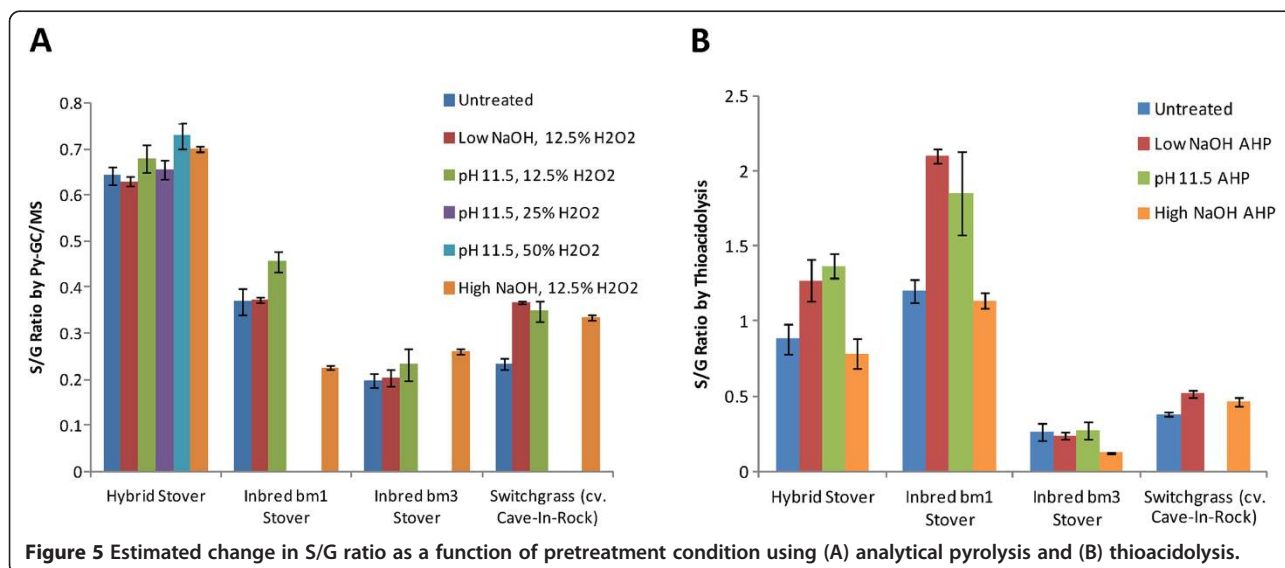 A
B
S/G Ratio by Py-GC/MS
0.8
0.7
0.6
0.5
0.4
0.3
0.2
0.1
0
Untreated
Low NaOH, 12.5% H2O2
pH 11.5, 12.5% H2O2
pH 11.5, 25% H2O2
pH 11.5, 50% H2O2
High NaOH, 12.5% H2O2
Hybrid Stover
Inbred bm1
Stover
Inbred bm3
Stover
Switchgrass (cv.
Cave-In-Rock)
S/G Ratio by Thioacidolysis
2.5
2
1.5
1
0.5
0
Untreated
Low NaOH AHP
pH 11.5 AHP
High NaOH AHP
Hybrid Stover
Inbred bm1
Stover
Inbred bm3
Stover
Switchgrass (cv.
Cave-In-Rock)
Figure 5 Estimated change in S/G ratio as a function of pretreatment condition using (A) analytical pyrolysis and (B) thioacidolysis.